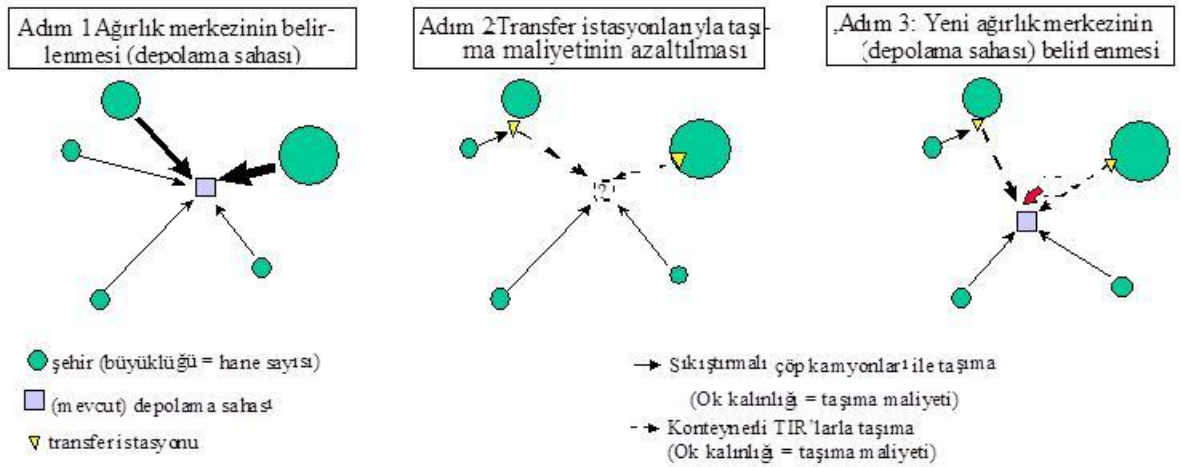 Adım 1 Ağırlık merkezinin belir-
lenmesi (depolama sahası)
Adım 2 Transfer istasyonlarıyla taşı-
ma maliyetinin azaltılması
,Adım 3: Yeni ağırlık merkezinin
(depolama sahası) belirlenmesi
?
şehir (büyüklüğü = hane sayısı)
(mevcut) depolama sahası
transfer istasyonu
Sıkıştırmalı çöp kamyonları ile taşıma
(Ok kalınlığı = taşıma maliyeti)
Konteynerli TIR'larla taşıma
(Ok kalınlığı = taşıma maliyeti)